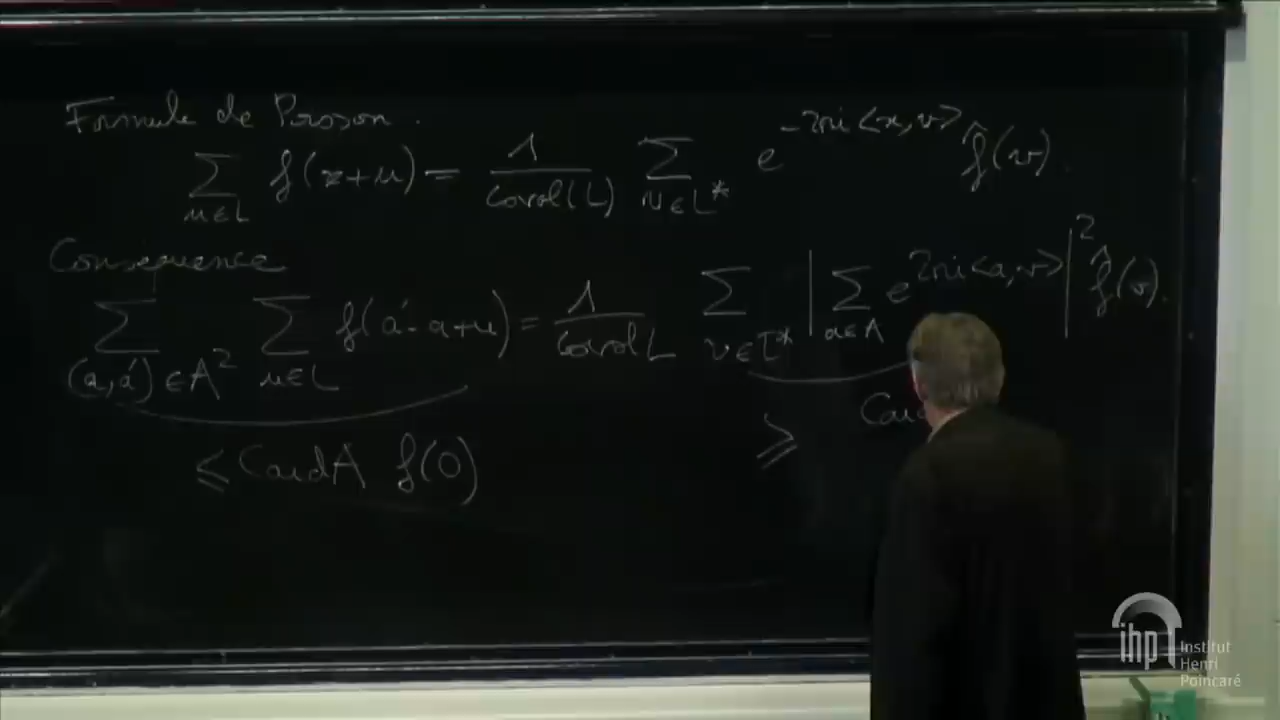 Formule de Poisson.
∑_{u∈L} f(x+u) = 1/Covol(L) ∑_{v∈L*} e^{-2πi<x,v>} f̂(v).
Conséquence
∑_{(a,a')∈A²} ∑_{u∈L} f(a'-a+u) = 1/Covol L ∑_{v∈L*} |∑_{a∈A} e^{2πi<a,v>}|² f̂(v).
≤ Card A f(0)
≥
ihp Institut
Henri
Poincaré